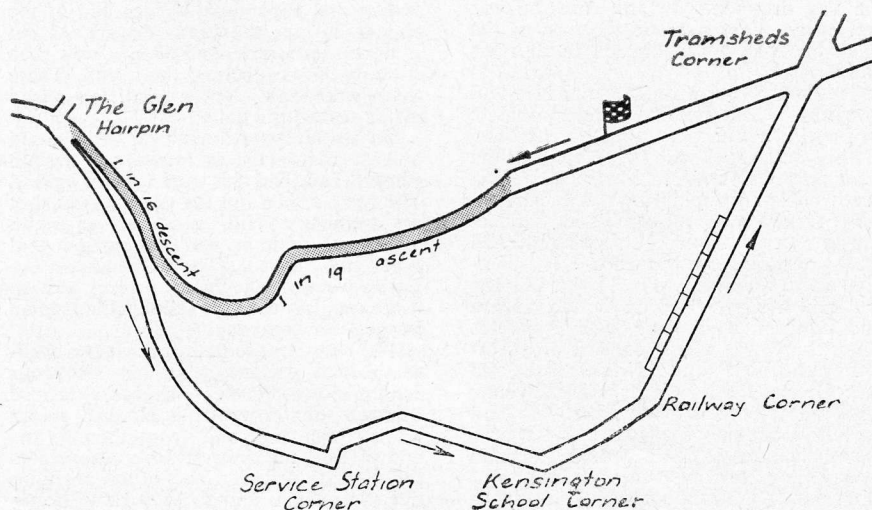 Tramsheds
Corner
The Glen
Hairpin
1 in 16 descent
1 in 19 ascent
Railway Corner
Service Station
Corner
Kensington
School Corner